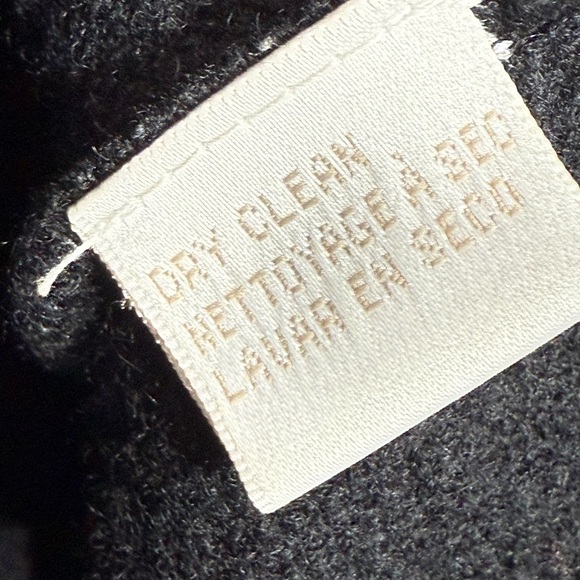 DRY CLEAN
NETTOYAGE À SEC
LAVAR EN SECO